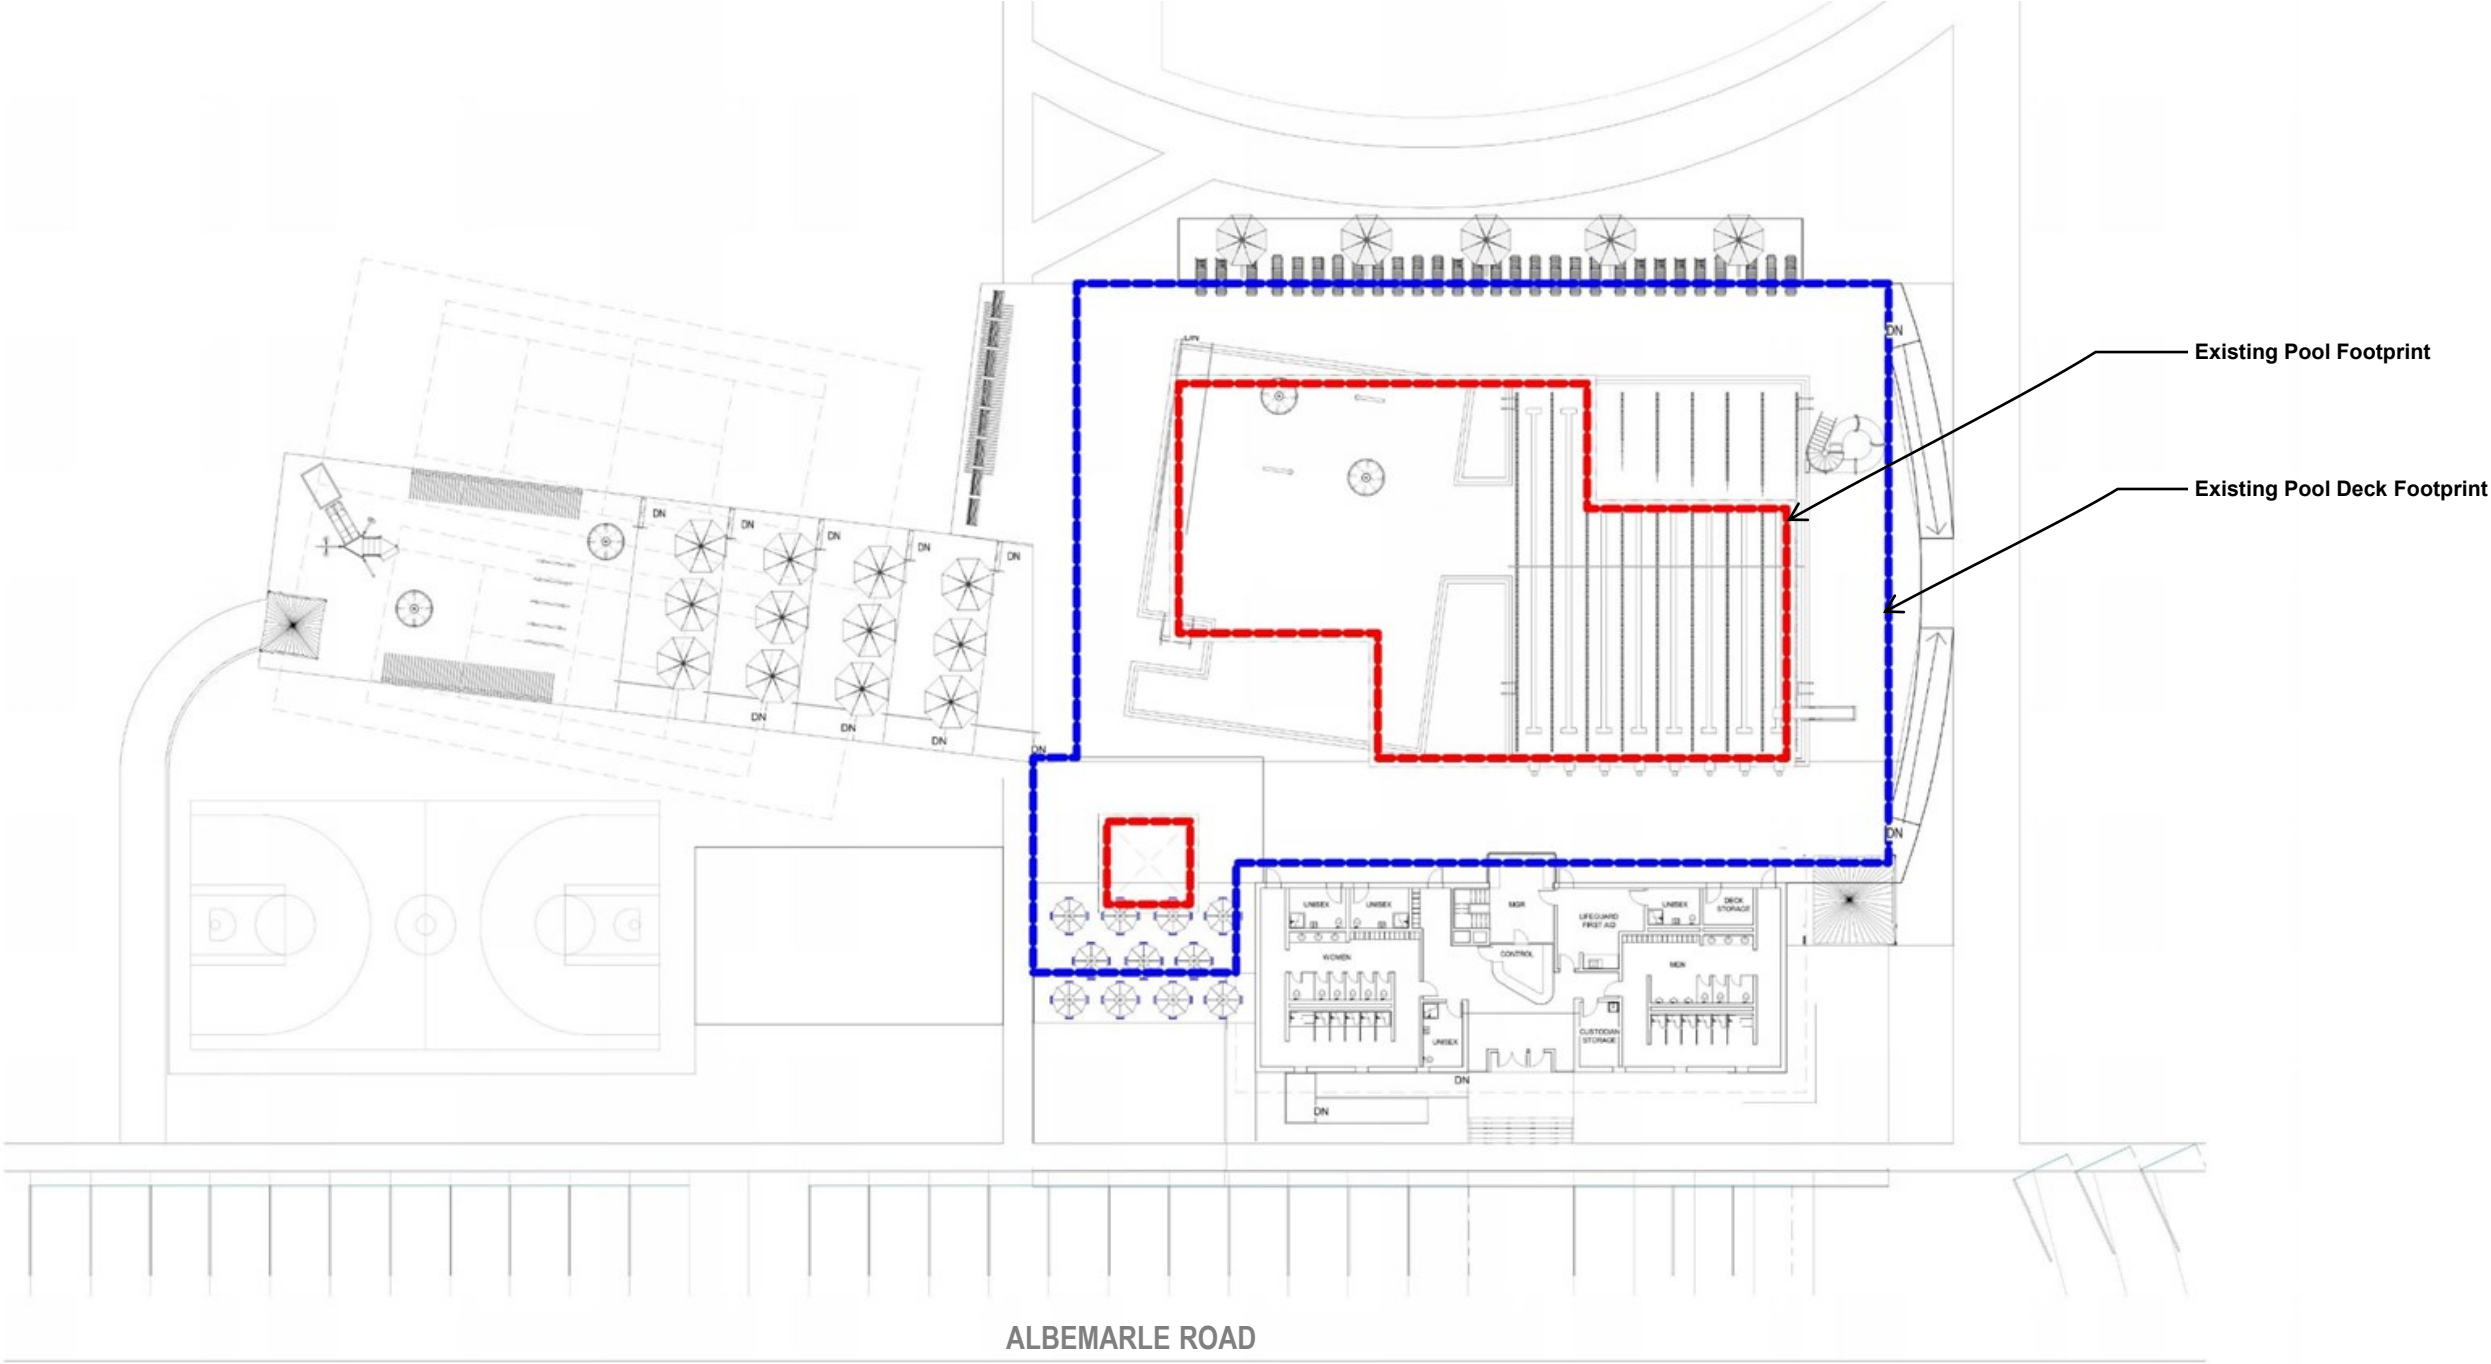 DN
DN
Existing Pool Footprint
Existing Pool Deck Footprint
DN
DN
DN
DN
DN
DN
DN
DN
DN
DN
UNISEX
UNISEX
MGR
LIFEGUARD
FIRST AID
UNISEX
DECK
STORAGE
WOMEN
CONTROL
MEN
UNISEX
CUSTODIAN
STORAGE
DN
DN
ALBEMARLE ROAD